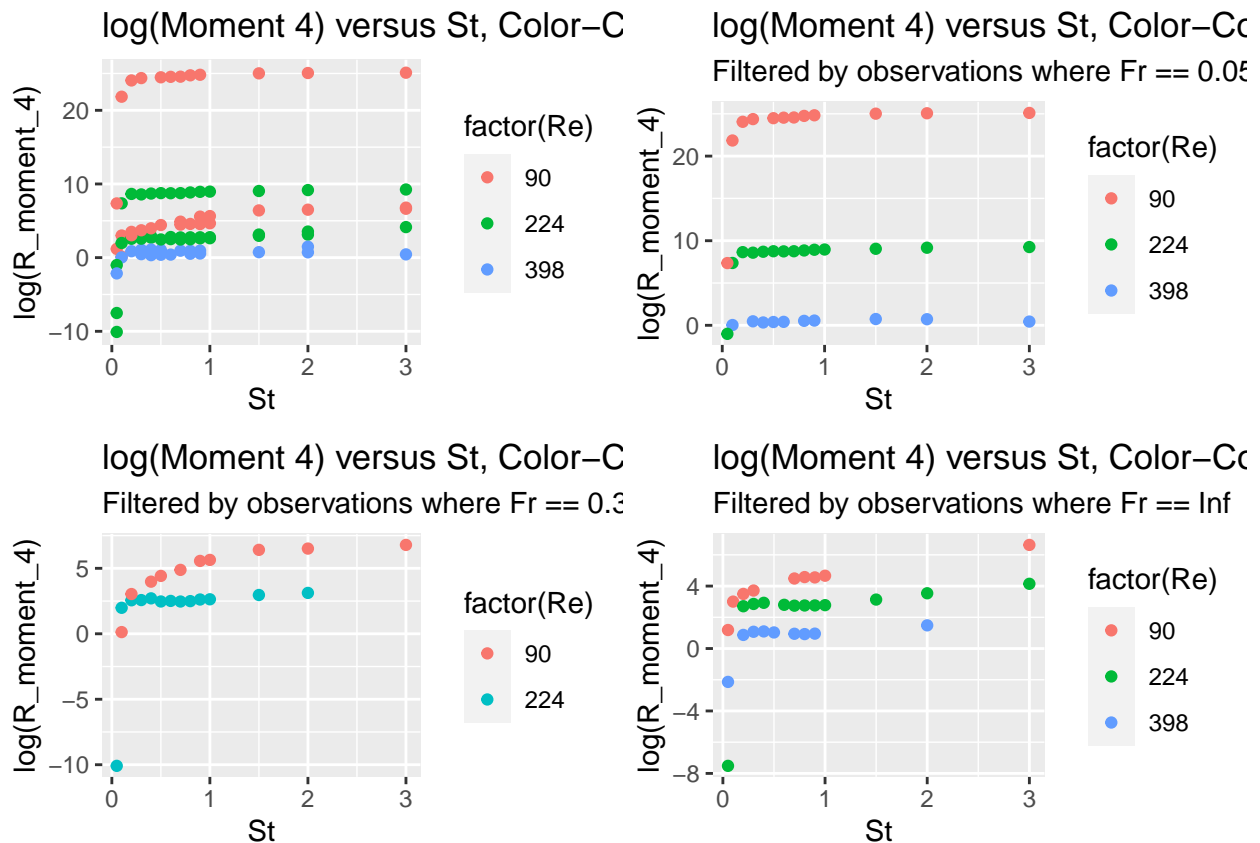 log(Moment 4) versus St, Color−C
log(R_moment_4)
20
10
0
−10
0
1
2
3
St
factor(Re)
90
224
398
log(Moment 4) versus St, Color−Co
Filtered by observations where Fr == 0.05
log(R_moment_4)
20
10
0
0
1
2
3
St
factor(Re)
90
224
398
log(Moment 4) versus St, Color−C
Filtered by observations where Fr == 0.3
log(R_moment_4)
5
0
−5
−10
0
1
2
3
St
factor(Re)
90
224
log(Moment 4) versus St, Color−Co
Filtered by observations where Fr == Inf
log(R_moment_4)
4
0
−4
−8
0
1
2
3
St
factor(Re)
90
224
398